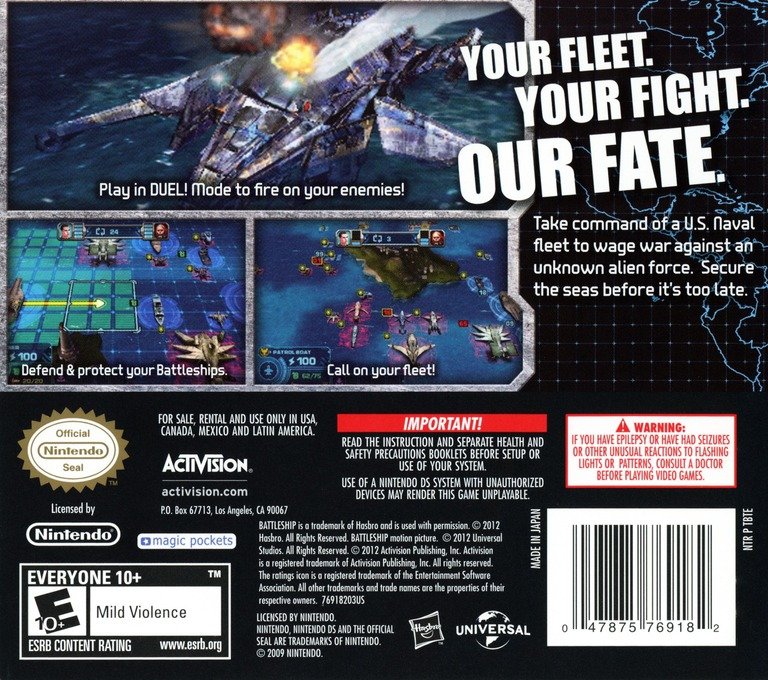 YOUR FLEET.
YOUR FIGHT.
OUR FATE.
Play in DUEL! Mode to fire on your enemies!
Take command of a U.S. Naval
fleet to wage war against an
unknown alien force. Secure
the seas before it's too late.
CJ 24
100
20/20
Defend & protect your Battleships.
CJ 3
PATROL BOAT
100
62/75
Call on your fleet!
Official
Nintendo
Seal
TM
Licensed by
Nintendo
FOR SALE, RENTAL AND USE ONLY IN USA,
CANADA, MEXICO AND LATIN AMERICA.
ACTIVISION®
activision.com
P.O. Box 67713, Los Angeles, CA 90067
magic pockets
IMPORTANT!
READ THE INSTRUCTION AND SEPARATE HEALTH AND
SAFETY PRECAUTIONS BOOKLETS BEFORE SETUP OR
USE OF YOUR SYSTEM.
USE OF A NINTENDO DS SYSTEM WITH UNAUTHORIZED
DEVICES MAY RENDER THIS GAME UNPLAYABLE.
WARNING:
IF YOU HAVE EPILEPSY OR HAVE HAD SEIZURES
OR OTHER UNUSUAL REACTIONS TO FLASHING
LIGHTS OR PATTERNS, CONSULT A DOCTOR
BEFORE PLAYING VIDEO GAMES.
BATTLESHIP is a trademark of Hasbro and is used with permission. © 2012
Hasbro. All Rights Reserved. BATTLESHIP motion picture. © 2012 Universal
Studios. All Rights Reserved. © 2012 Activision Publishing, Inc. Activision
is a registered trademark of Activision Publishing, Inc. All rights reserved.
The ratings icon is a registered trademark of the Entertainment Software
Association. All other trademarks and trade names are the properties of their
respective owners. 76918203US
LICENSED BY NINTENDO.
NINTENDO, NINTENDO DS AND THE OFFICIAL
SEAL ARE TRADEMARKS OF NINTENDO.
© 2009 NINTENDO.
EVERYONE 10+ TM
E
10+
Mild Violence
ESRB CONTENT RATING www.esrb.org
Hasbro
UNIVERSAL
MADE IN JAPAN
NTR P TBTE
0 47875 76918 2